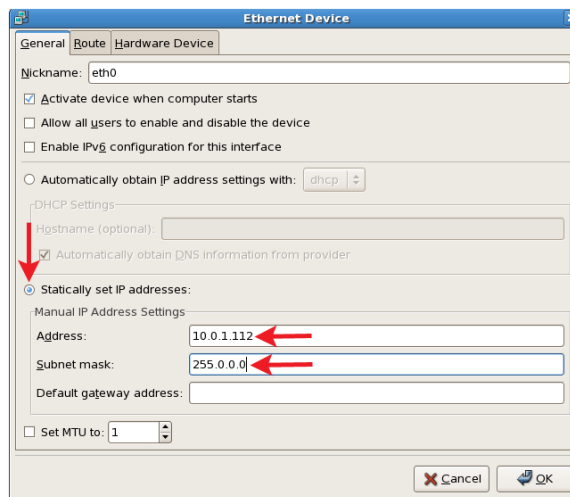 Ethernet Device
General Route Hardware Device
Nickname: eth0
Activate device when computer starts
Allow all users to enable and disable the device
Enable IPv6 configuration for this interface
Automatically obtain IP address settings with: dhcp
DHCP Settings
Hostname (optional):
Automatically obtain DNS information from provider
Statically set IP addresses:
Manual IP Address Settings
Address: 10.0.1.112
Subnet mask: 255.0.0.0
Default gateway address:
Set MTU to: 1
Cancel OK